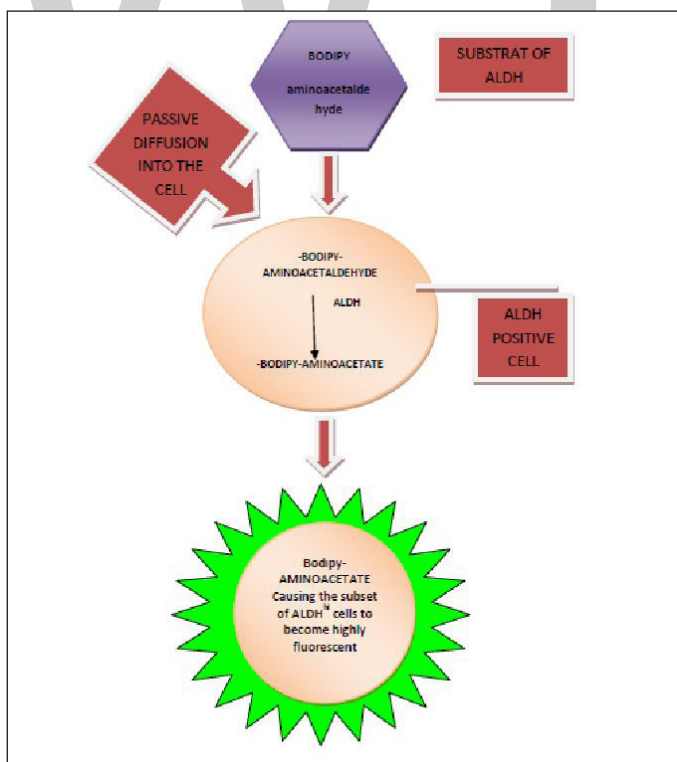 BODIPY
aminoacetalde
hyde
SUBSTRAT OF
ALDH
PASSIVE
DIFFUSION
INTO THE
CELL
-BODIPY-
AMINOACETALDEHYDE
ALDH
-BODIPY-AMINOACETATE
ALDH
POSITIVE
CELL
Bodipy-
AMINOACETATE
Causing the subset
of ALDHhi cells to
become highly
fluorescent